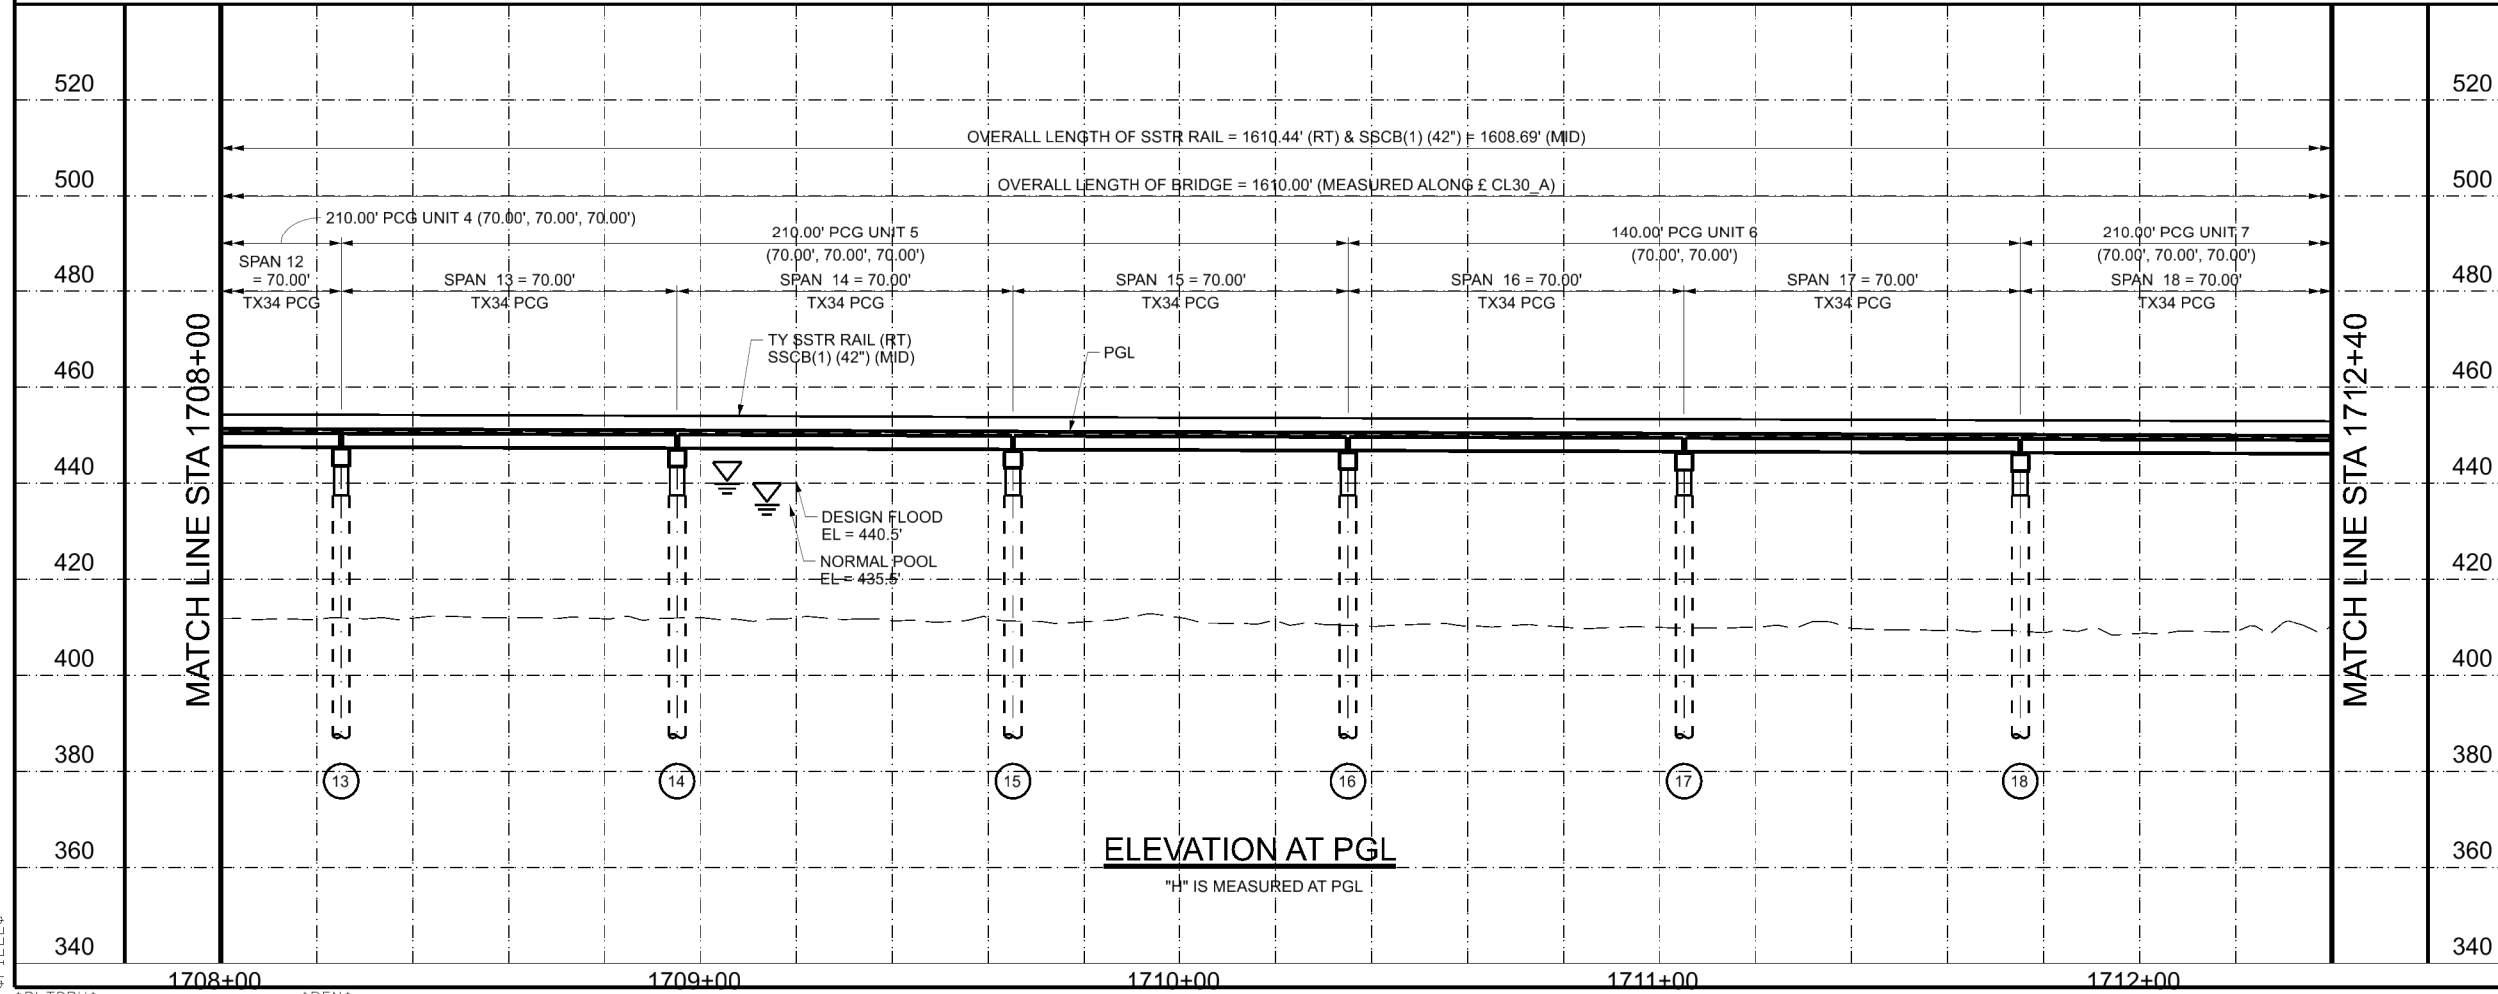 520
520
OVERALL LENGTH OF SSTR RAIL = 1610.44' (RT) & SSCB(1) (42") = 1608.69' (MID)
500
OVERALL LENGTH OF BRIDGE = 1610.00' (MEASURED ALONG £ CL30_A)
500
210.00' PCG UNIT 4 (70.00', 70.00', 70.00')
210.00' PCG UNIT 5
(70.00', 70.00', 70.00')
140.00' PCG UNIT 6
(70.00', 70.00')
210.00' PCG UNIT 7
(70.00', 70.00', 70.00')
480
SPAN 12
= 70.00'
TX34 PCG
SPAN 13 = 70.00'
TX34 PCG
SPAN 14 = 70.00'
TX34 PCG
SPAN 15 = 70.00'
TX34 PCG
SPAN 16 = 70.00'
TX34 PCG
SPAN 17 = 70.00'
TX34 PCG
SPAN 18 = 70.00'
TX34 PCG
480
MATCH LINE STA 1708+00
TY SSTR RAIL (RT)
SSCB(1) (42") (MID)
PGL
MATCH LINE STA 1712+40
460
460
440
440
DESIGN FLOOD
EL = 440.5'
NORMAL POOL
EL = 435.5'
420
420
400
400
380
380
13
14
15
16
17
18
ELEVATION AT PGL
"H" IS MEASURED AT PGL
360
360
340
340
1708+00
1709+00
1710+00
1711+00
1712+00